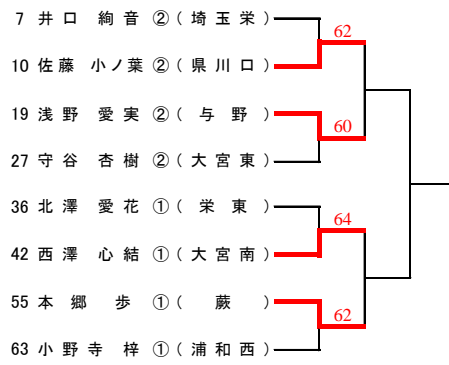 7 井口 絢音 ②(埼玉栄)
62
10 佐藤 小ノ葉 ②(県川口)
19 浅野 愛実 ②(与野)
60
27 守谷 杏樹 ②(大宮東)
36 北澤 愛花 ①(栄東)
64
42 西澤 心結 ①(大宮南)
55 本郷 歩 ①(蕨)
62
63 小野寺 梓 ①(浦和西)